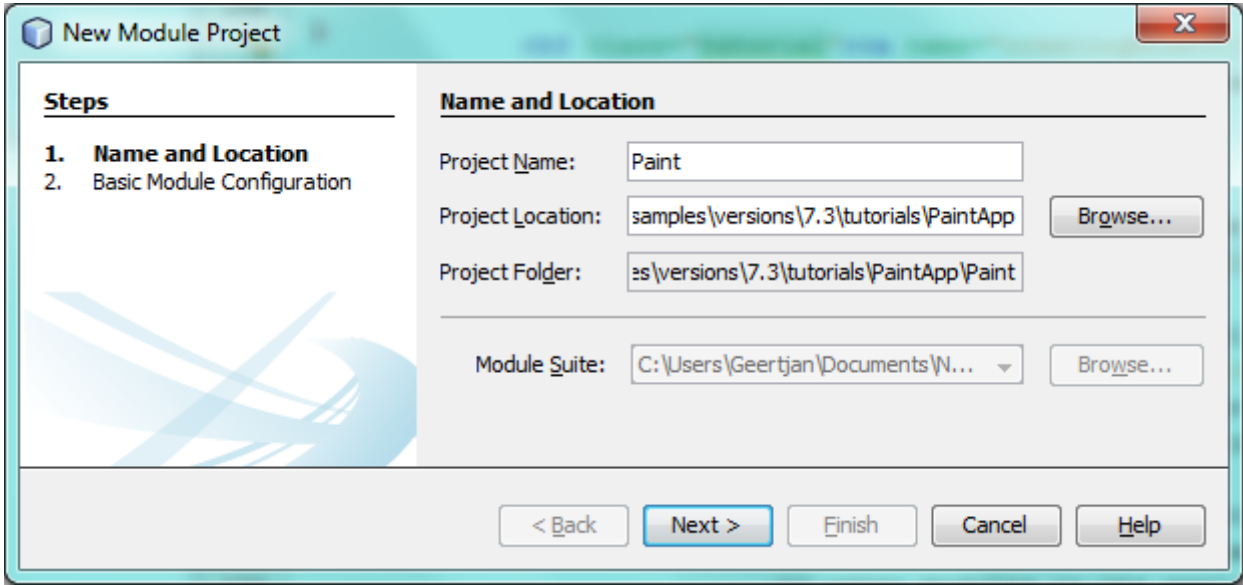 New Module Project
Steps
1. Name and Location
2. Basic Module Configuration
Name and Location
Project Name: Paint
Project Location: samples\versions\7.3\tutorials\PaintApp Browse...
Project Folder: es\versions\7.3\tutorials\PaintApp\Paint
Module Suite: C:\Users\Geertjan\Documents\N... Browse...
< Back Next > Finish Cancel Help